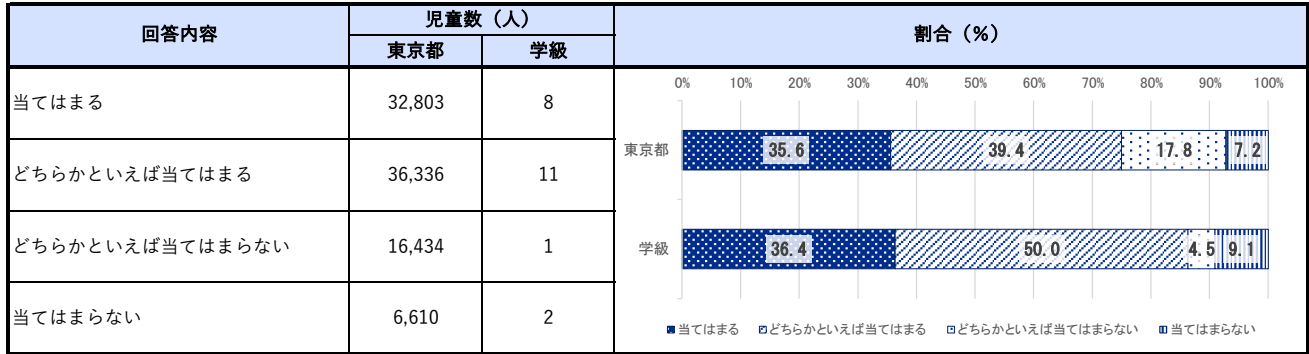 回答内容 児童数（人） 割合（%）
東京都 学級
当てはまる 32,803 8
どちらかといえば当てはまる 36,336 11
どちらかといえば当てはまらない 16,434 1
当てはまらない 6,610 2
0% 10% 20% 30% 40% 50% 60% 70% 80% 90% 100%
東京都 35.6 39.4 17.8 7.2
学級 36.4 50.0 4.5 9.1
当てはまる どちらかといえば当てはまる どちらかといえば当てはまらない 当てはまらない